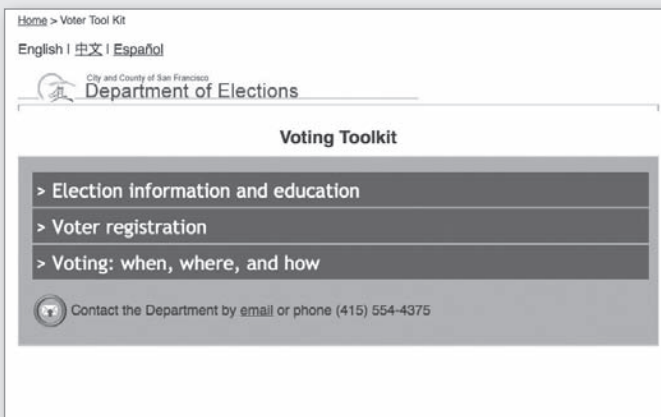 Home > Voter Tool Kit
English | 中文 | Español
City and County of San Francisco
Department of Elections
Voting Toolkit
> Election information and education
> Voter registration
> Voting: when, where, and how
Contact the Department by email or phone (415) 554-4375